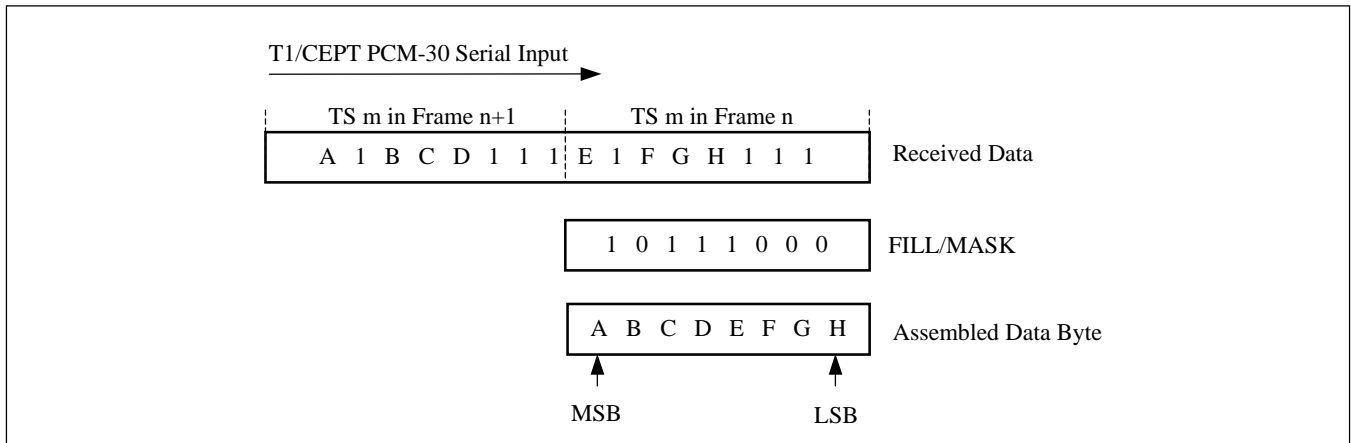 T1/CEPT PCM-30 Serial Input
TS m in Frame n+1 TS m in Frame n
A 1 B C D 1 1 1 E 1 F G H 1 1 1 Received Data
1 0 1 1 1 0 0 0 FILL/MASK
A B C D E F G H Assembled Data Byte
MSB LSB